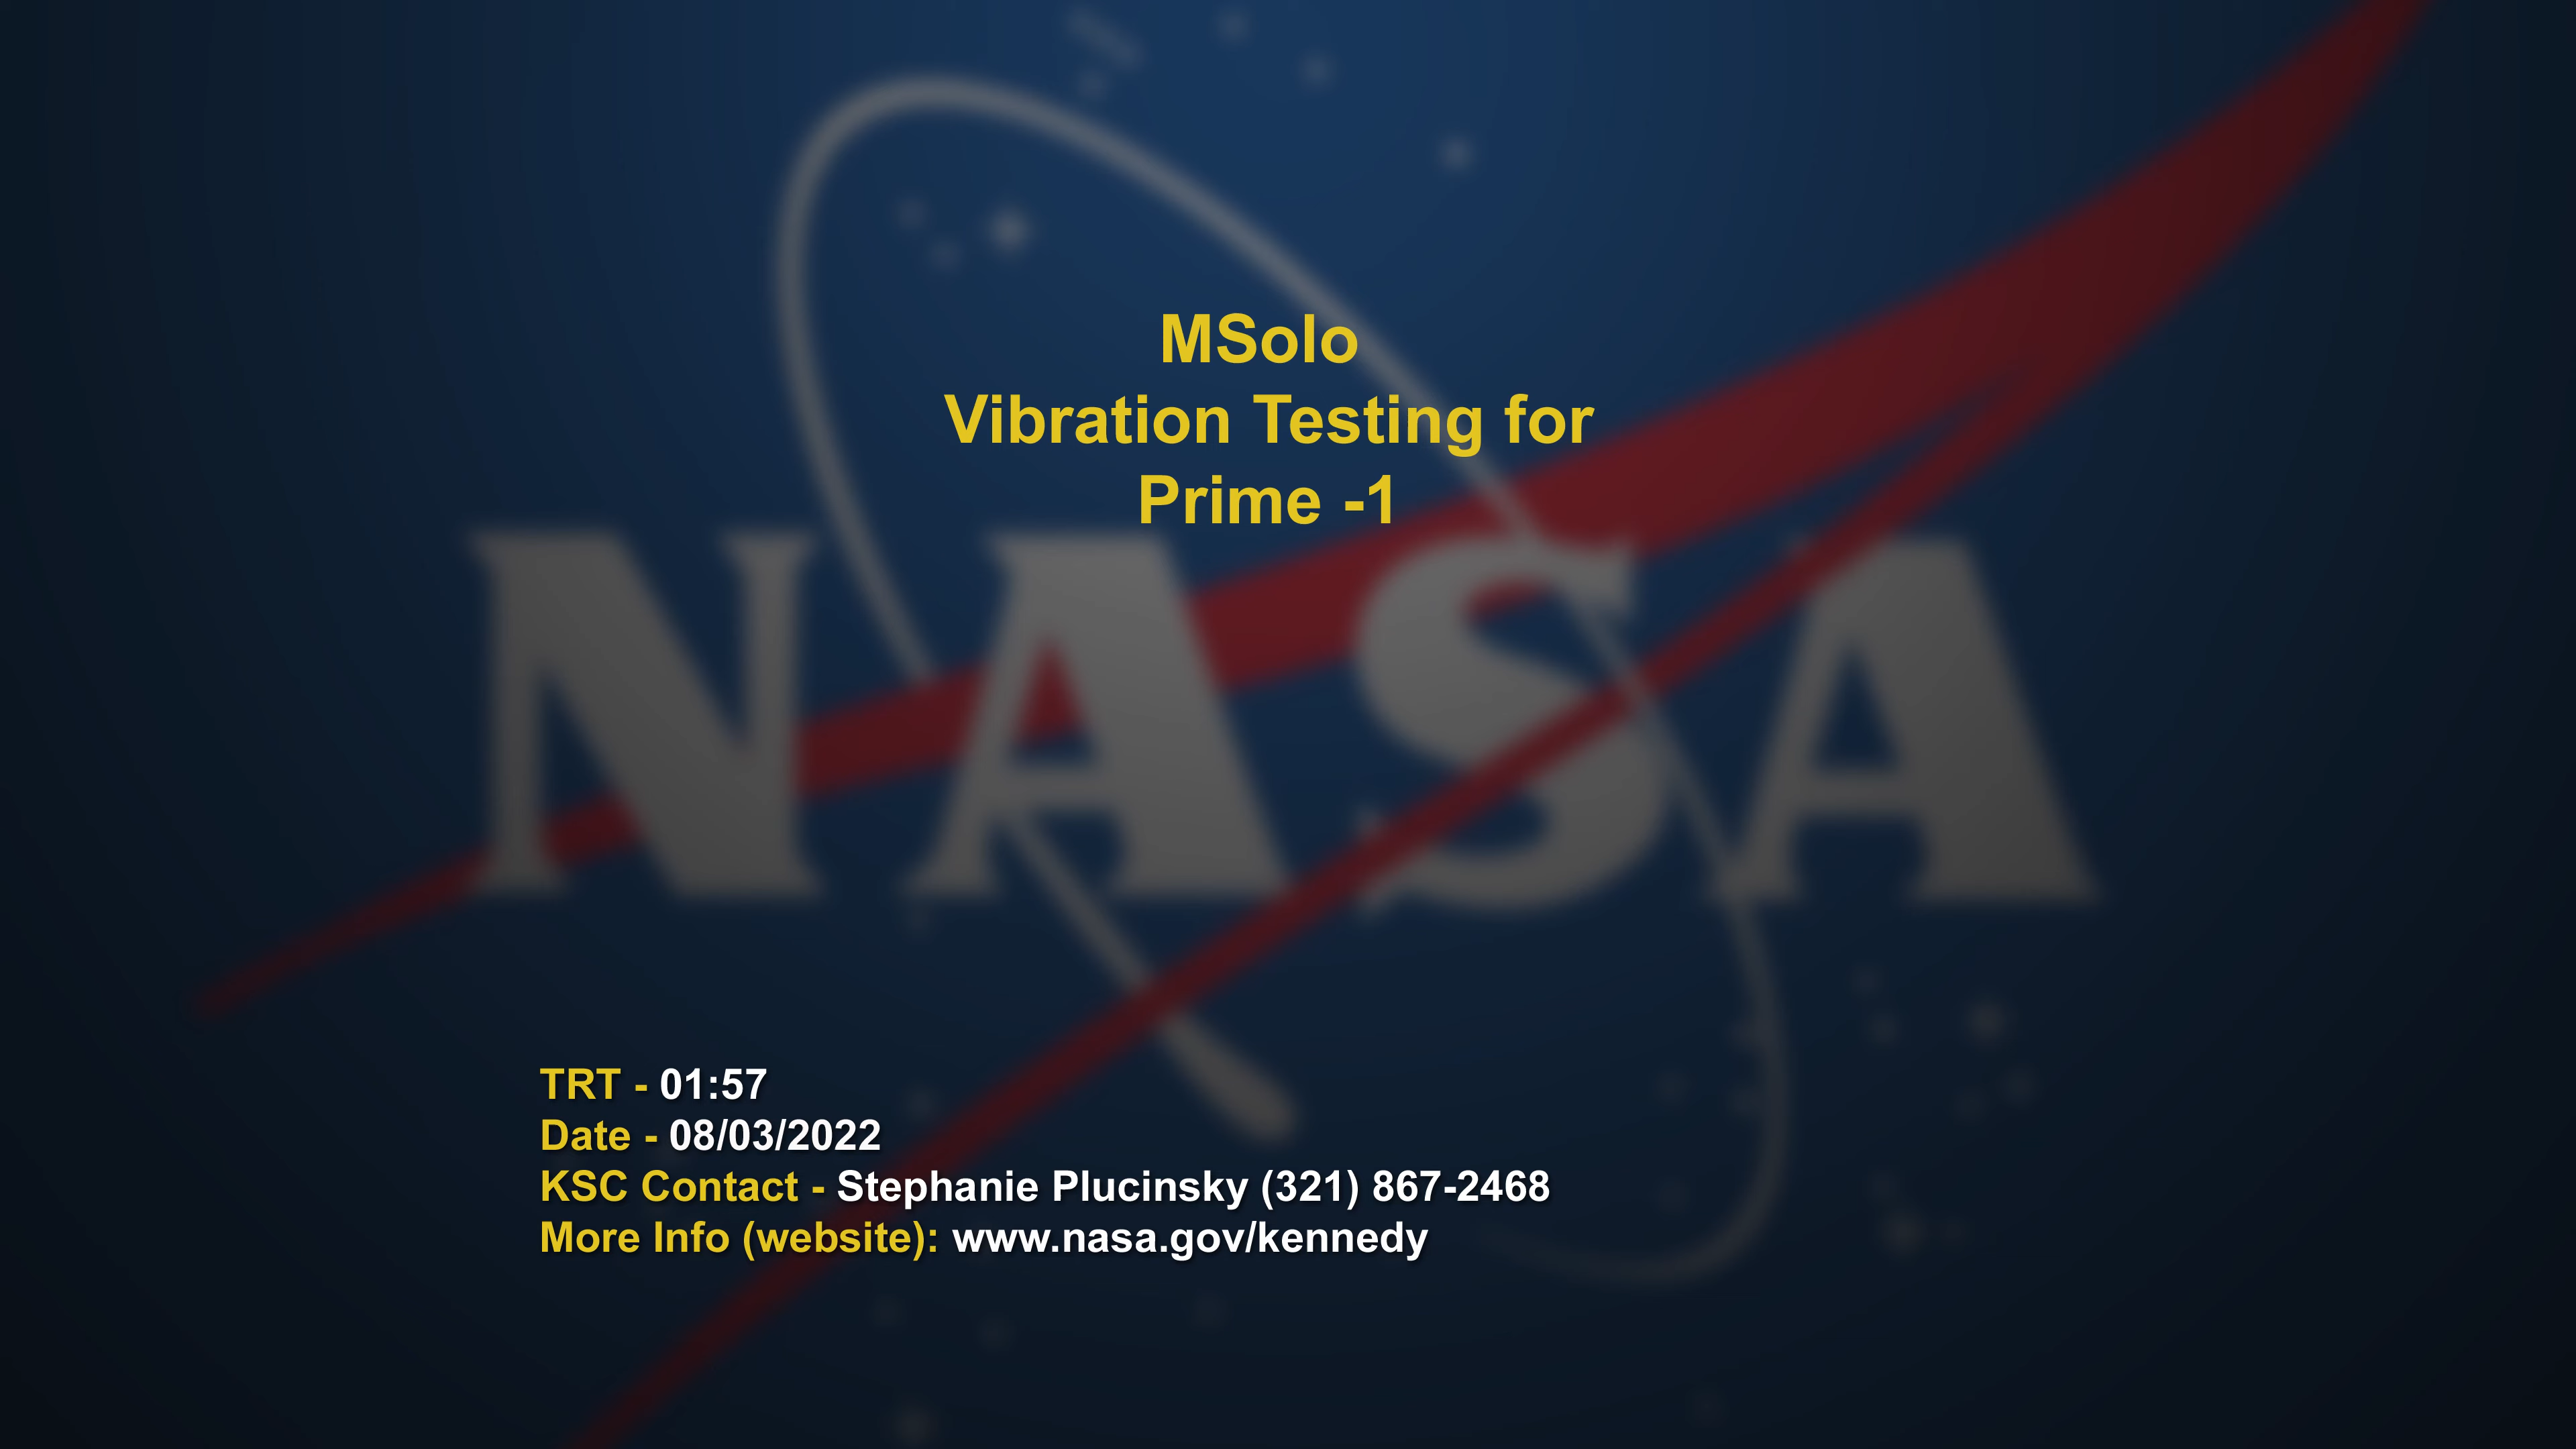 MSolo
Vibration Testing for
Prime -1
NASA
TRT - 01:57
Date - 08/03/2022
KSC Contact - Stephanie Plucinsky (321) 867-2468
More Info (website): www.nasa.gov/kennedy